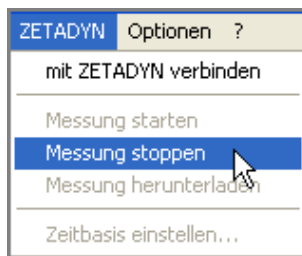 ZETADYN Optionen ?
mit ZETADYN verbinden
Messung starten
Messung stoppen
Messung herunterladen
Zeitbasis einstellen...